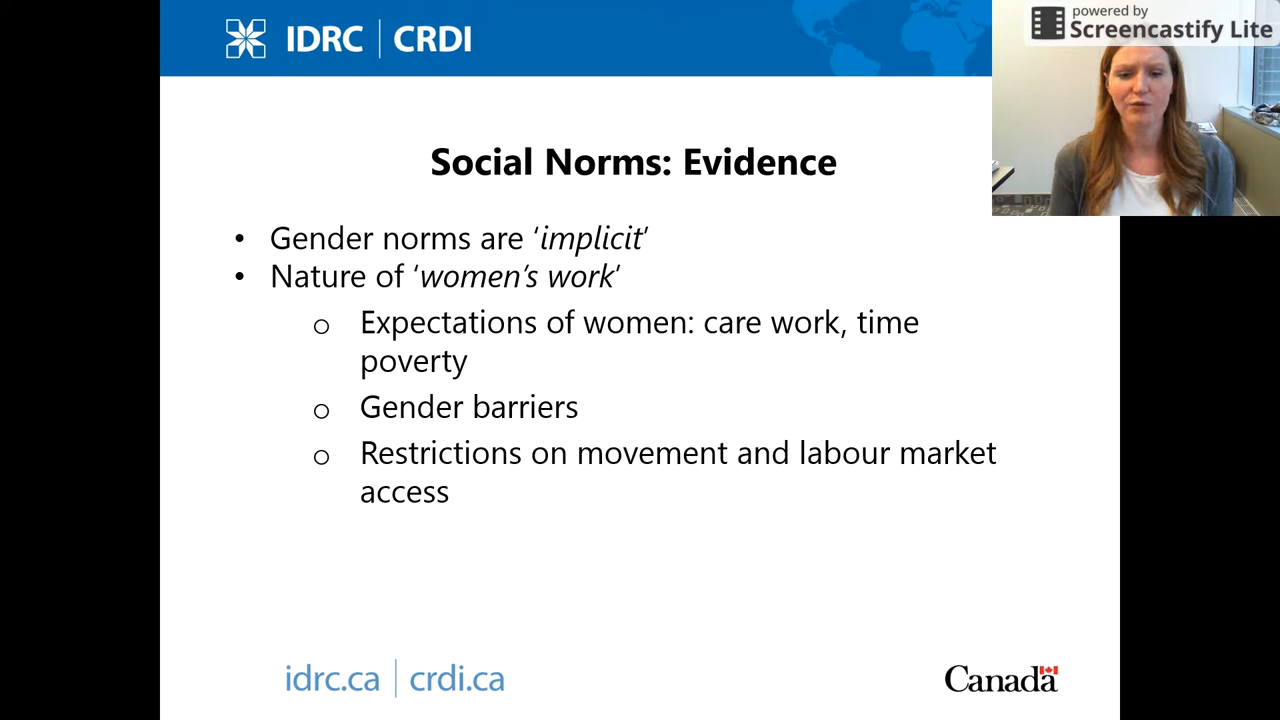 IDRC | CRDI
powered by
Screencastify Lite
Social Norms: Evidence
• Gender norms are ‘implicit’
• Nature of ‘women’s work’
o Expectations of women: care work, time
poverty
o Gender barriers
o Restrictions on movement and labour market
access
idrc.ca | crdi.ca
Canada